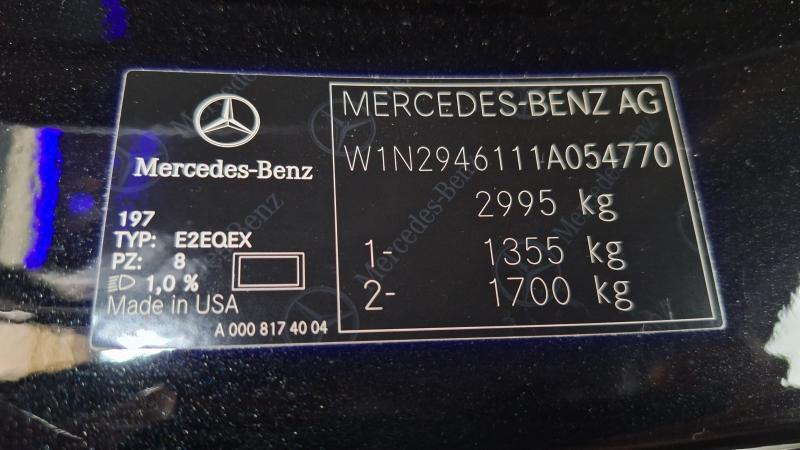 Mercedes-Benz
197
TYP: E2EQEX
PZ: 8
1,0 %
Made in USA
A 000 817 40 04
MERCEDES-BENZ AG
W1N2946111A054770
2995 kg
1- 1355 kg
2- 1700 kg